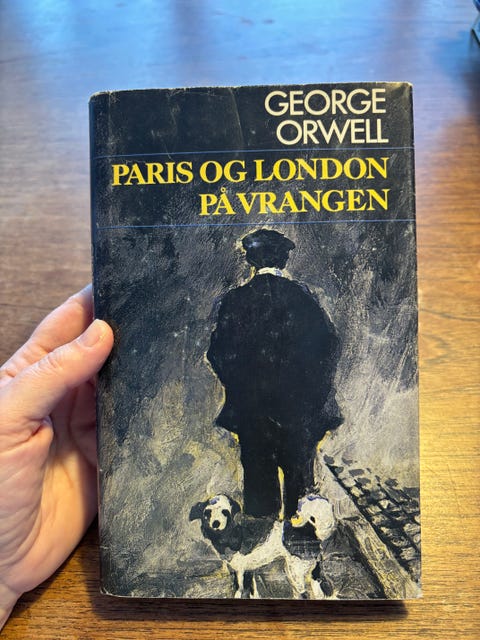 GEORGE
ORWELL
PARIS OG LONDON
PÅ VRANGEN